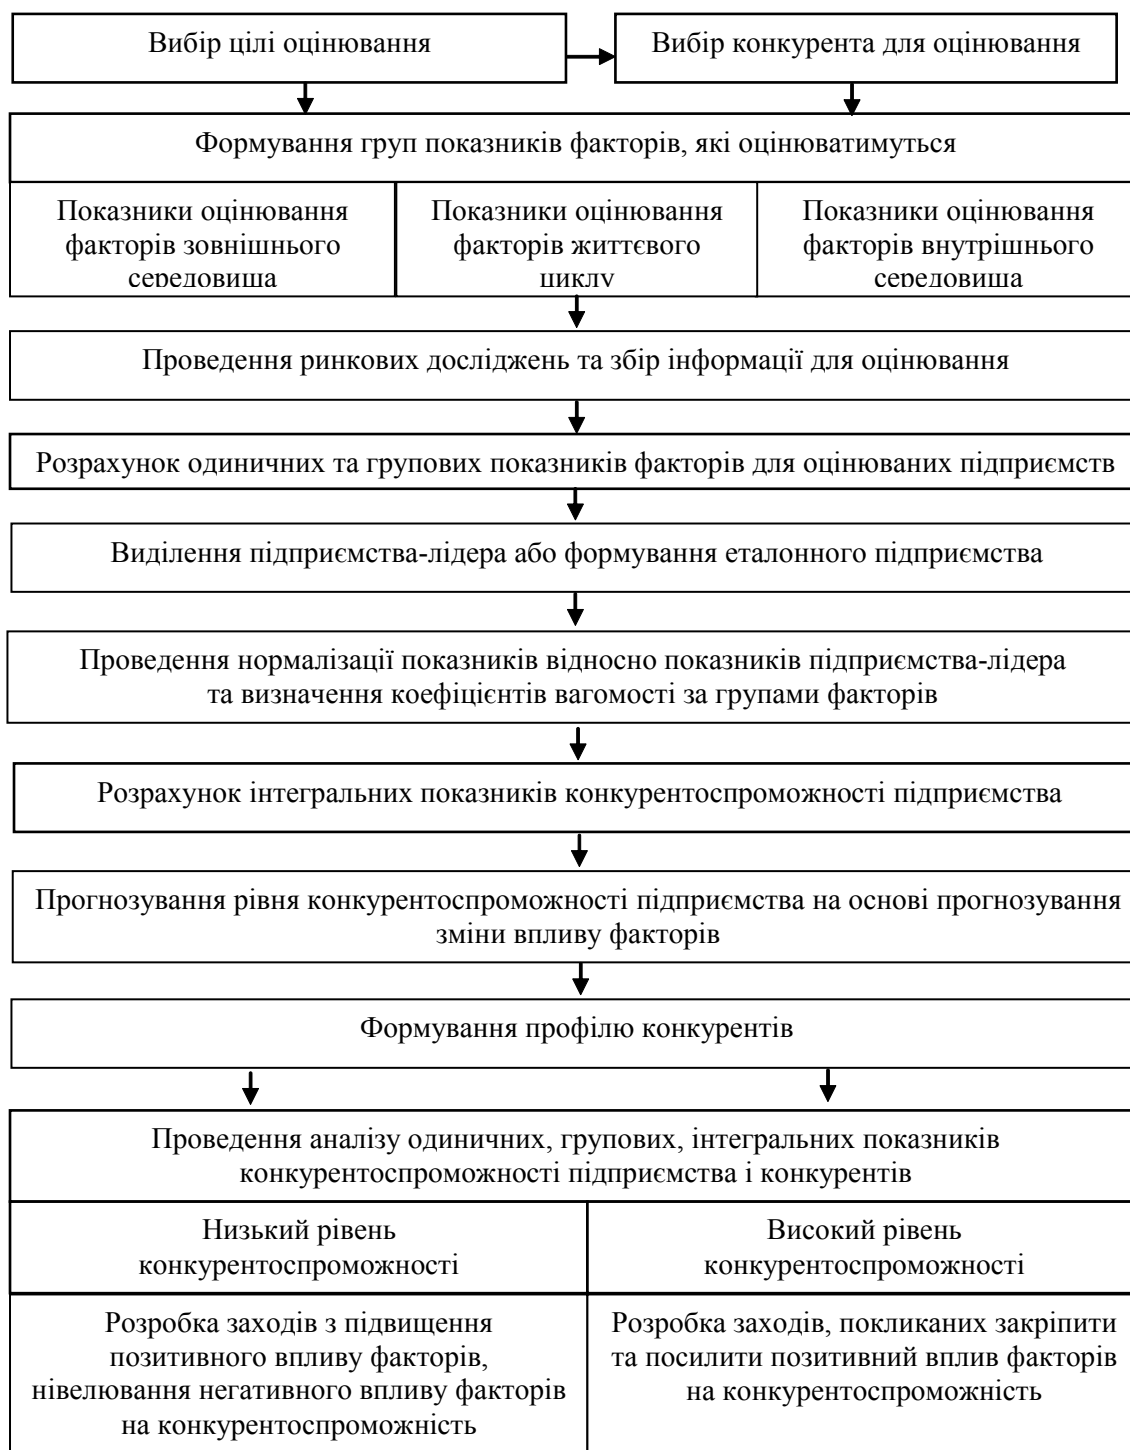 Вибір цілі оцінювання
Вибір конкурента для оцінювання
Формування груп показників факторів, які оцінюватимуться
Показники оцінювання
факторів зовнішнього
середовища
Показники оцінювання
факторів життєвого
циклу
Показники оцінювання
факторів внутрішнього
середовища
Проведення ринкових досліджень та збір інформації для оцінювання
Розрахунок одиничних та групових показників факторів для оцінюваних підприємств
Виділення підприємства-лідера або формування еталонного підприємства
Проведення нормалізації показників відносно показників підприємства-лідера
та визначення коефіцієнтів вагомості за групами факторів
Розрахунок інтегральних показників конкурентоспроможності підприємства
Прогнозування рівня конкурентоспроможності підприємства на основі прогнозування
зміни впливу факторів
Формування профілю конкурентів
Проведення аналізу одиничних, групових, інтегральних показників
конкурентоспроможності підприємства і конкурентів
Низький рівень
конкурентоспроможності
Високий рівень
конкурентоспроможності
Розробка заходів з підвищення
позитивного впливу факторів,
нівелювання негативного впливу факторів
на конкурентоспроможність
Розробка заходів, покликаних закріпити
та посилити позитивний вплив факторів
на конкурентоспроможність